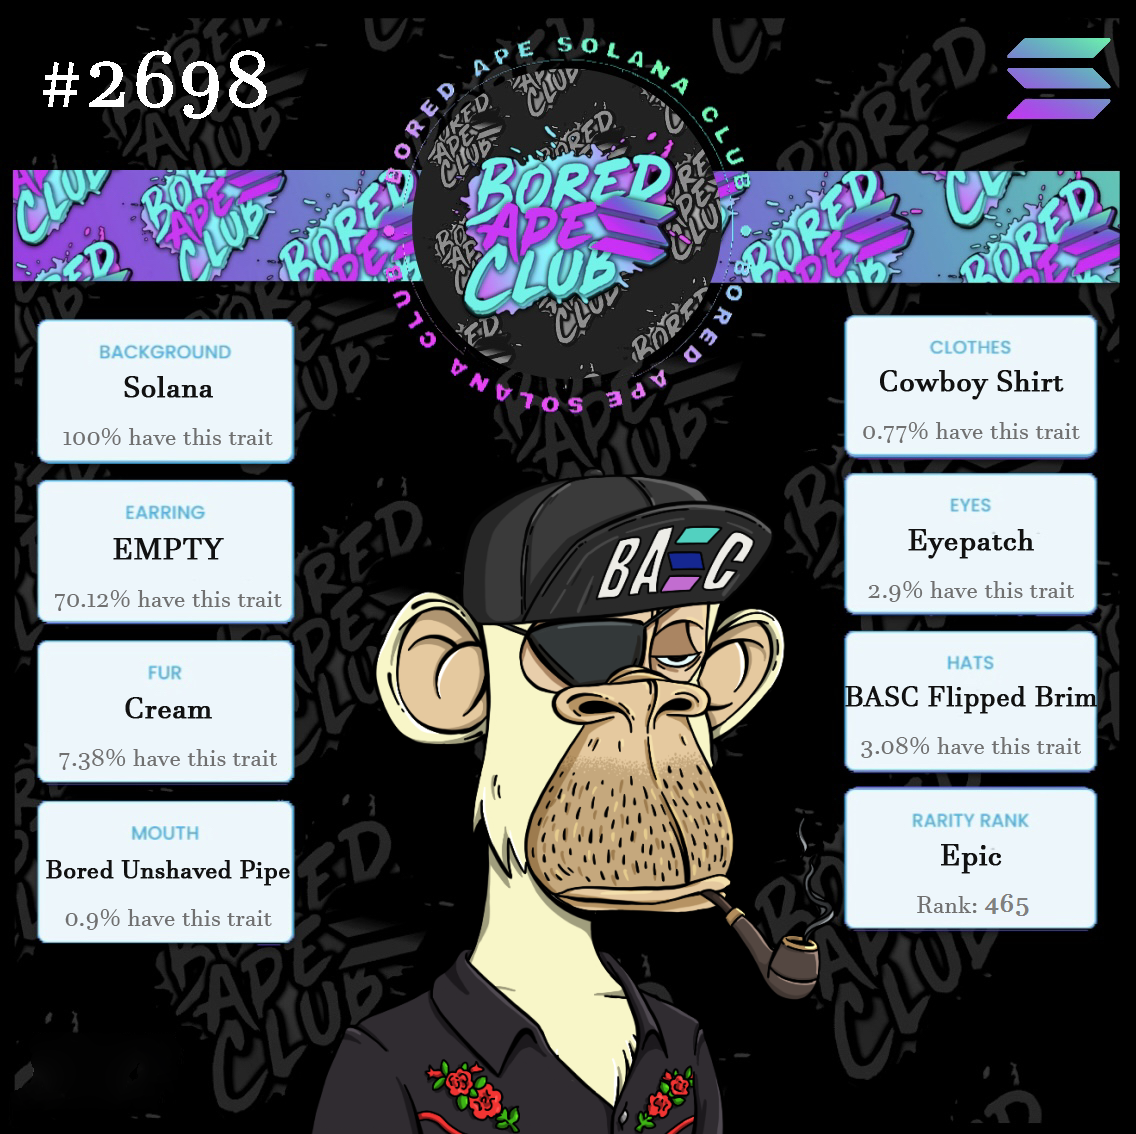 #2698
BORED APE SOLANA CLUB
BORED
APE
CLUB
BORED APE SOLANA CLUB
BACKGROUND
Solana
100% have this trait
EARRING
EMPTY
70.12% have this trait
FUR
Cream
7.38% have this trait
MOUTH
Bored Unshaved Pipe
0.9% have this trait
CLOTHES
Cowboy Shirt
0.77% have this trait
EYES
Eyepatch
2.9% have this trait
HATS
BASC Flipped Brim
3.08% have this trait
RARITY RANK
Epic
Rank: 465
BASC